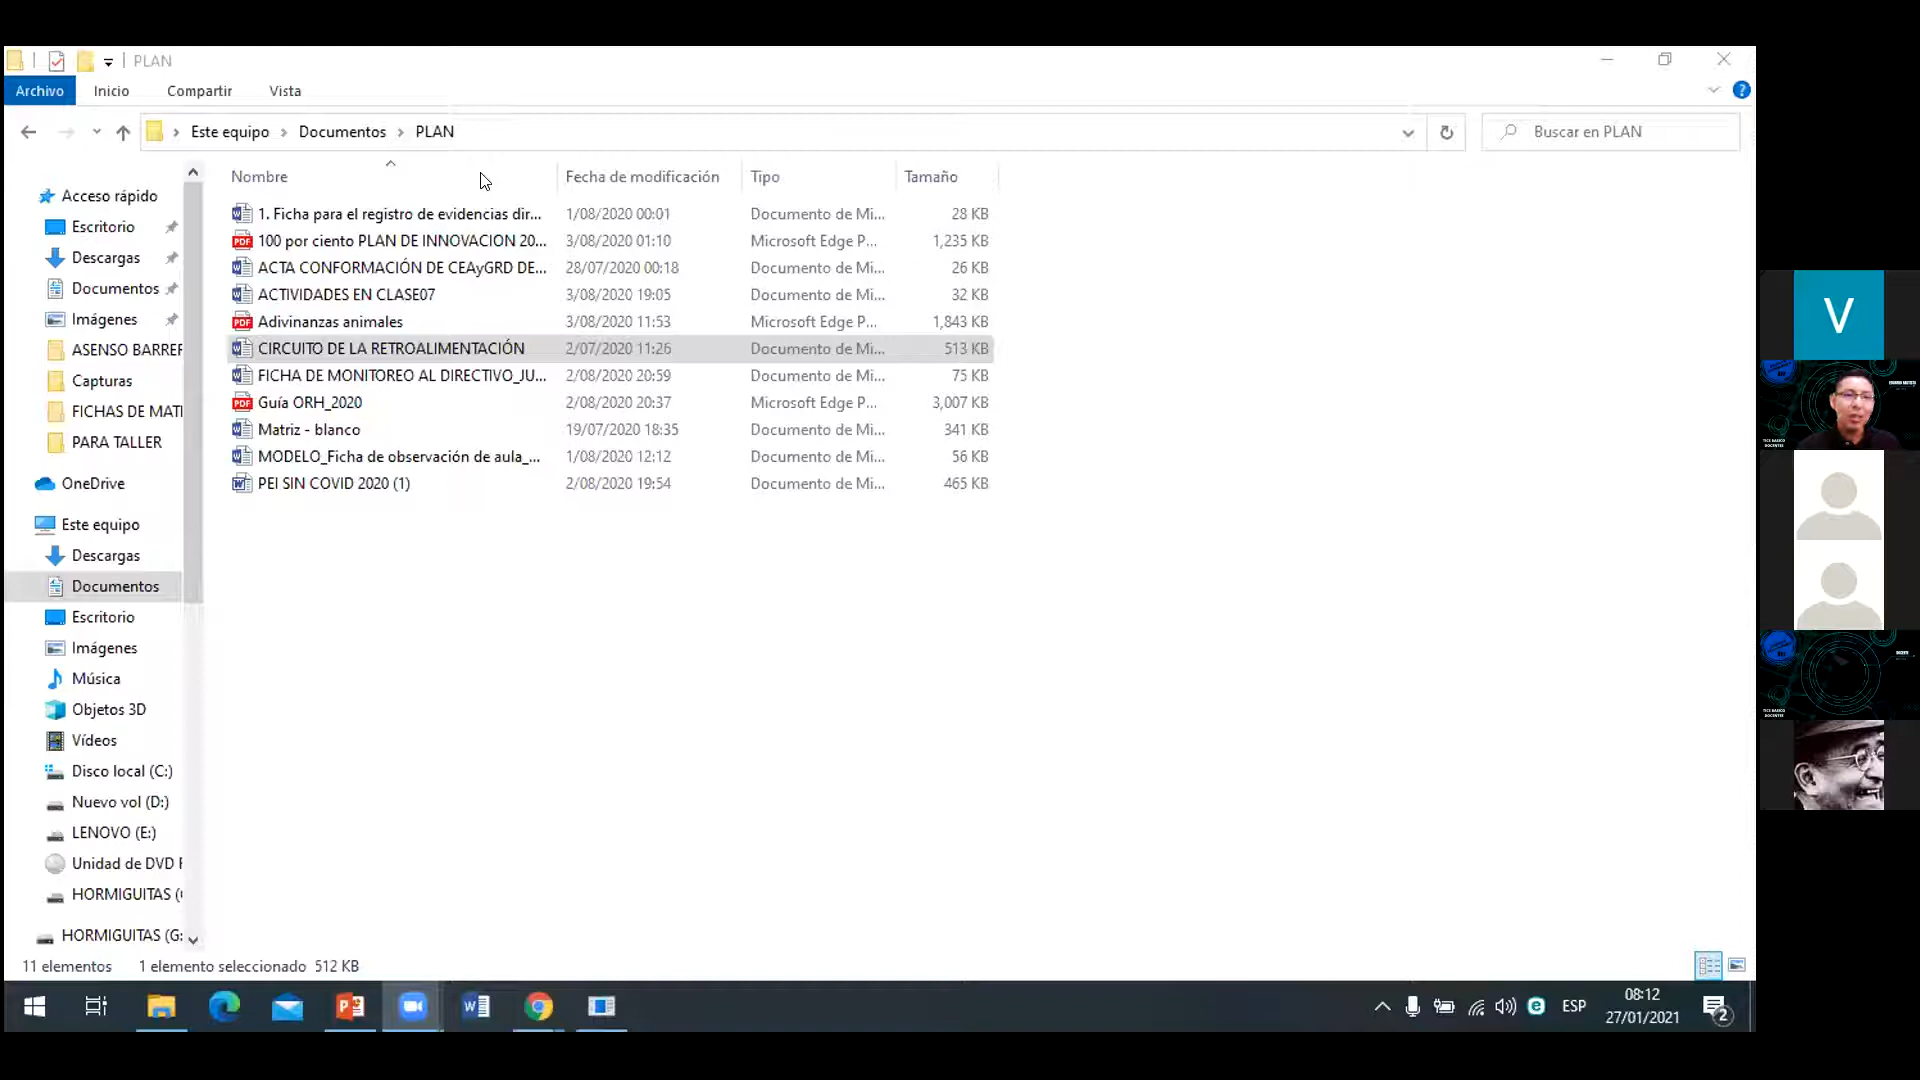 PLAN
Archivo Inicio Compartir Vista
Este equipo Documentos PLAN
Buscar en PLAN
Nombre Fecha de modificación Tipo Tamaño
1. Ficha para el registro de evidencias dir... 1/08/2020 00:01 Documento de Mi... 28 KB
100 por ciento PLAN DE INNOVACION 20... 3/08/2020 01:10 Microsoft Edge P... 1,235 KB
ACTA CONFORMACIÓN DE CEAyGRD DE... 28/07/2020 00:18 Documento de Mi... 26 KB
ACTIVIDADES EN CLASE07 3/08/2020 19:05 Documento de Mi... 32 KB
Adivinanzas animales 3/08/2020 11:53 Microsoft Edge P... 1,843 KB
CIRCUITO DE LA RETROALIMENTACIÓN 2/07/2020 11:26 Documento de Mi... 513 KB
FICHA DE MONITOREO AL DIRECTIVO_JU... 2/08/2020 20:59 Documento de Mi... 75 KB
Guía ORH_2020 2/08/2020 20:37 Microsoft Edge P... 3,007 KB
Matriz - blanco 19/07/2020 18:35 Documento de Mi... 341 KB
MODELO_Ficha de observación de aula_... 1/08/2020 12:12 Documento de Mi... 56 KB
PEI SIN COVID 2020 (1) 2/08/2020 19:54 Documento de Mi... 465 KB
Acceso rápido
Escritorio
Descargas
Documentos
Imágenes
ASENSO BARRER
Capturas
FICHAS DE MATI
PARA TALLER
OneDrive
Este equipo
Descargas
Documentos
Escritorio
Imágenes
Música
Objetos 3D
Vídeos
Disco local (C:)
Nuevo vol (D:)
LENOVO (E:)
Unidad de DVD
HORMIGUITAS (
HORMIGUITAS (G:
11 elementos 1 elemento seleccionado 512 KB
ESP
08:12
27/01/2021
2
V
TICS BASICO
DOCENTES
TICS BASICO
DOCENTES